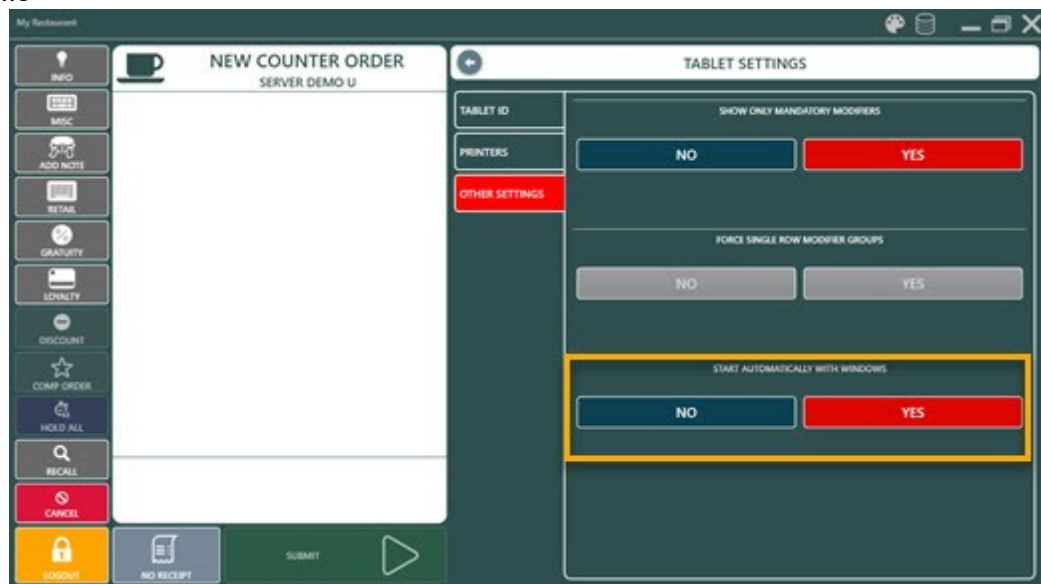 My Restaurant
INFO
MISC
ADD NOTE
RETAIL
GRATUITY
LOYALTY
DISCOUNT
COMP ORDER
HOLD ALL
RECALL
CANCEL
LOGOUT
NEW COUNTER ORDER
SERVER DEMO U
NO RECEIPT
SUBMIT
TABLET SETTINGS
TABLET ID
PRINTERS
OTHER SETTINGS
SHOW ONLY MANDATORY MODIFIERS
NO YES
FORCE SINGLE ROW MODIFIER GROUPS
NO YES
START AUTOMATICALLY WITH WINDOWS
NO YES